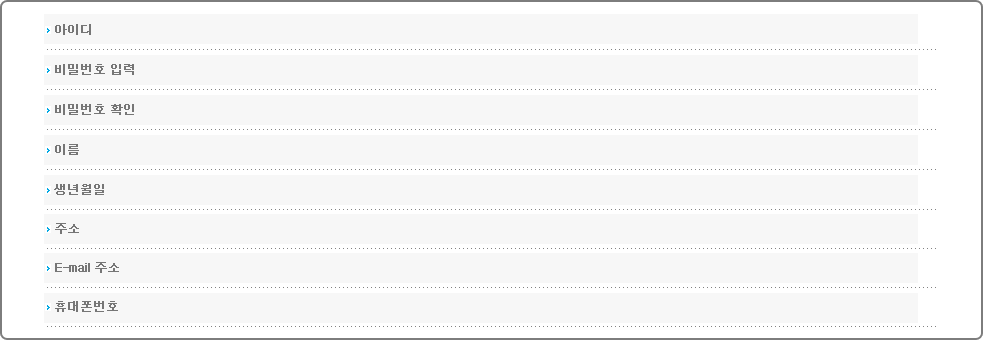 아이디
비밀번호 입력
비밀번호 확인
이름
생년월일
주소
E-mail 주소
휴대폰번호